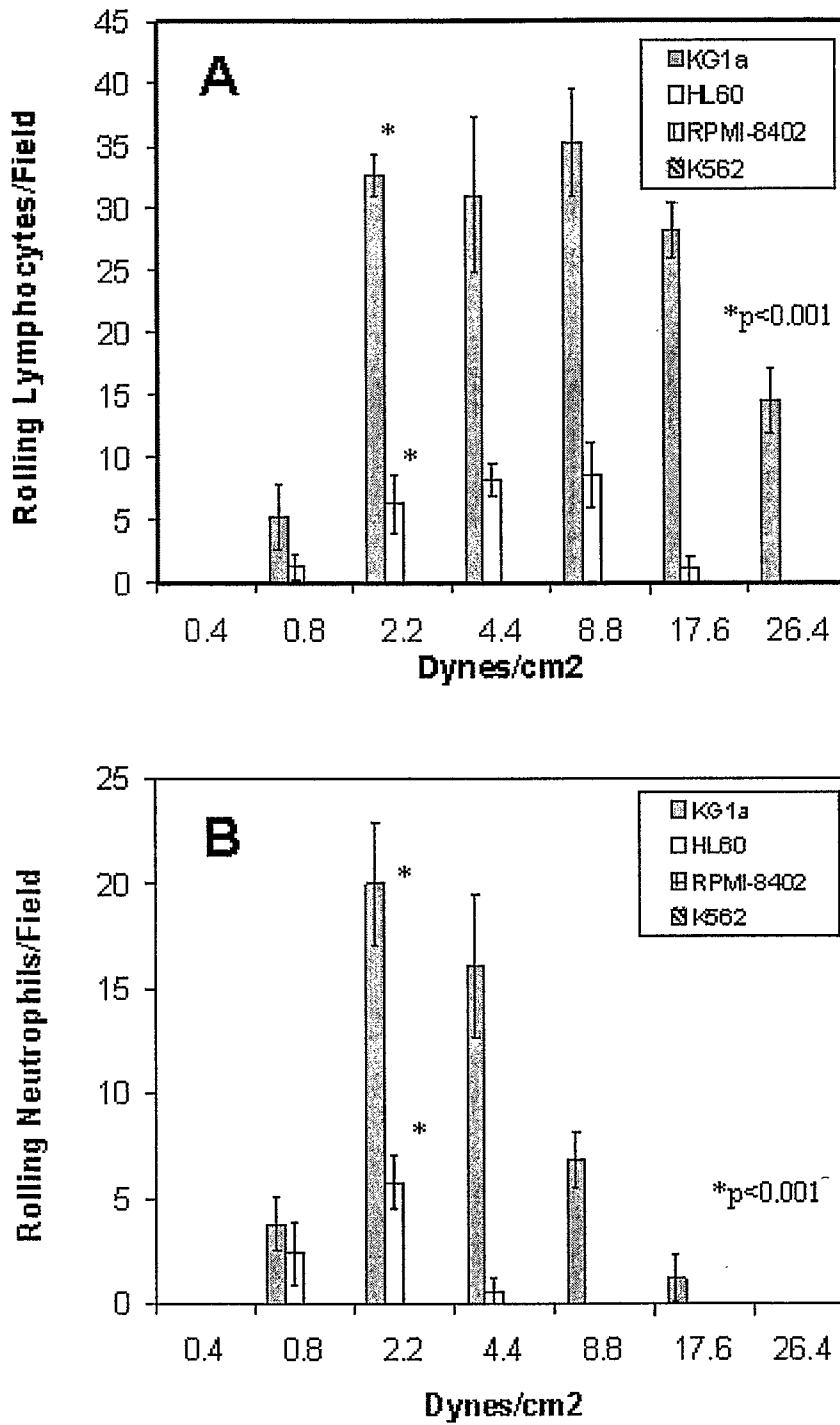 A
45
40
35
30
25
20
15
10
5
0
Rolling Lymphocytes/Field
KG1a
HL60
RPMI-8402
K562
*
*
*p<0.001
0.4 0.8 2.2 4.4 8.8 17.6 26.4
Dynes/cm2
B
25
20
15
10
5
0
Rolling Neutrophils/Field
KG1a
HL60
RPMI-8402
K562
*
*
*p<0.001
0.4 0.8 2.2 4.4 8.8 17.6 26.4
Dynes/cm2